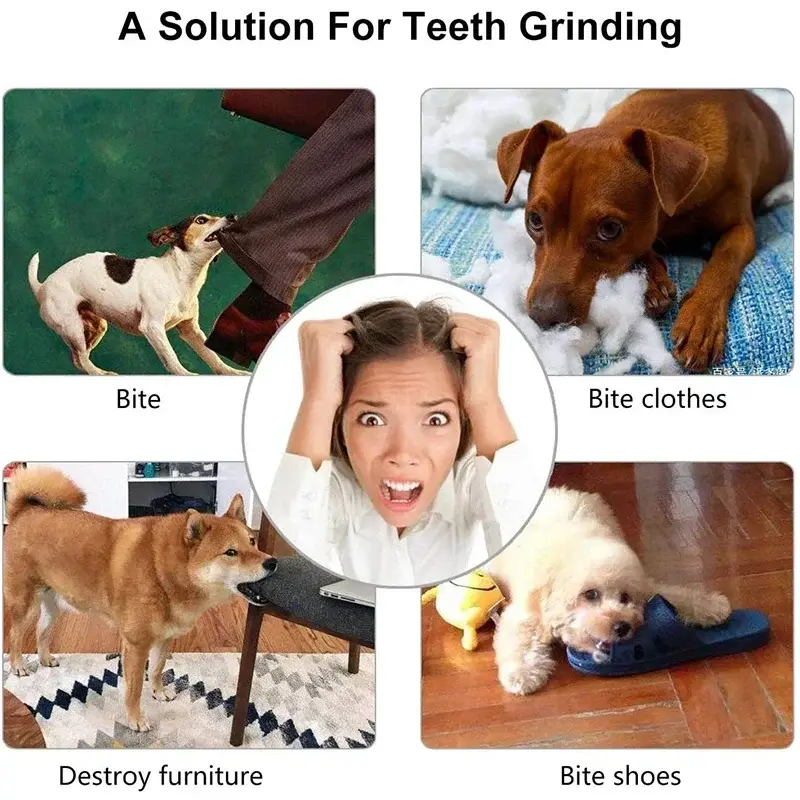 A Solution For Teeth Grinding
Bite
Bite clothes
Destroy furniture
Bite shoes